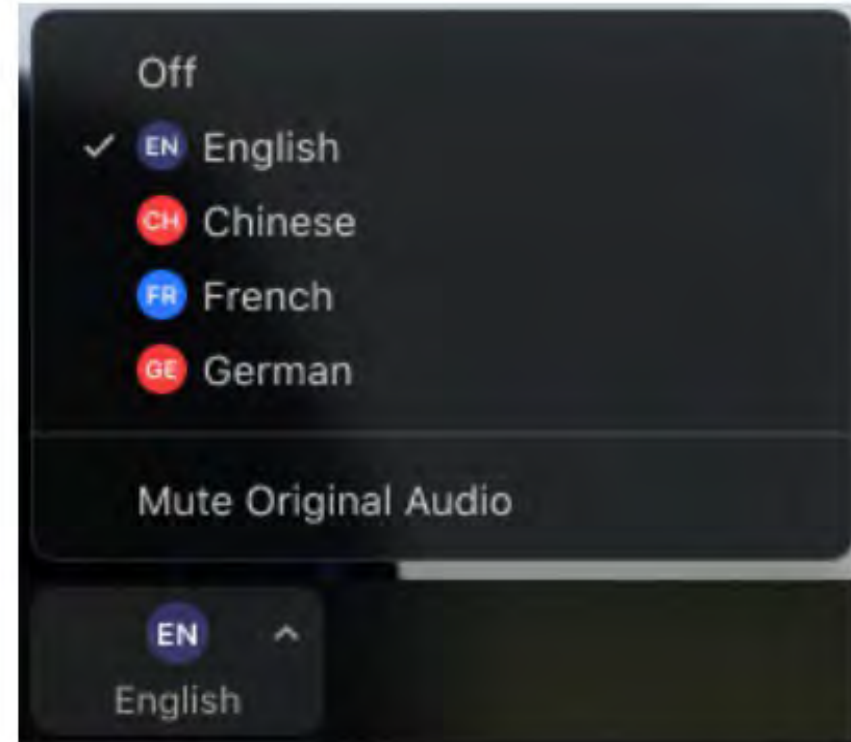 Off
EN English
CH Chinese
FR French
GE German
Mute Original Audio
EN
English